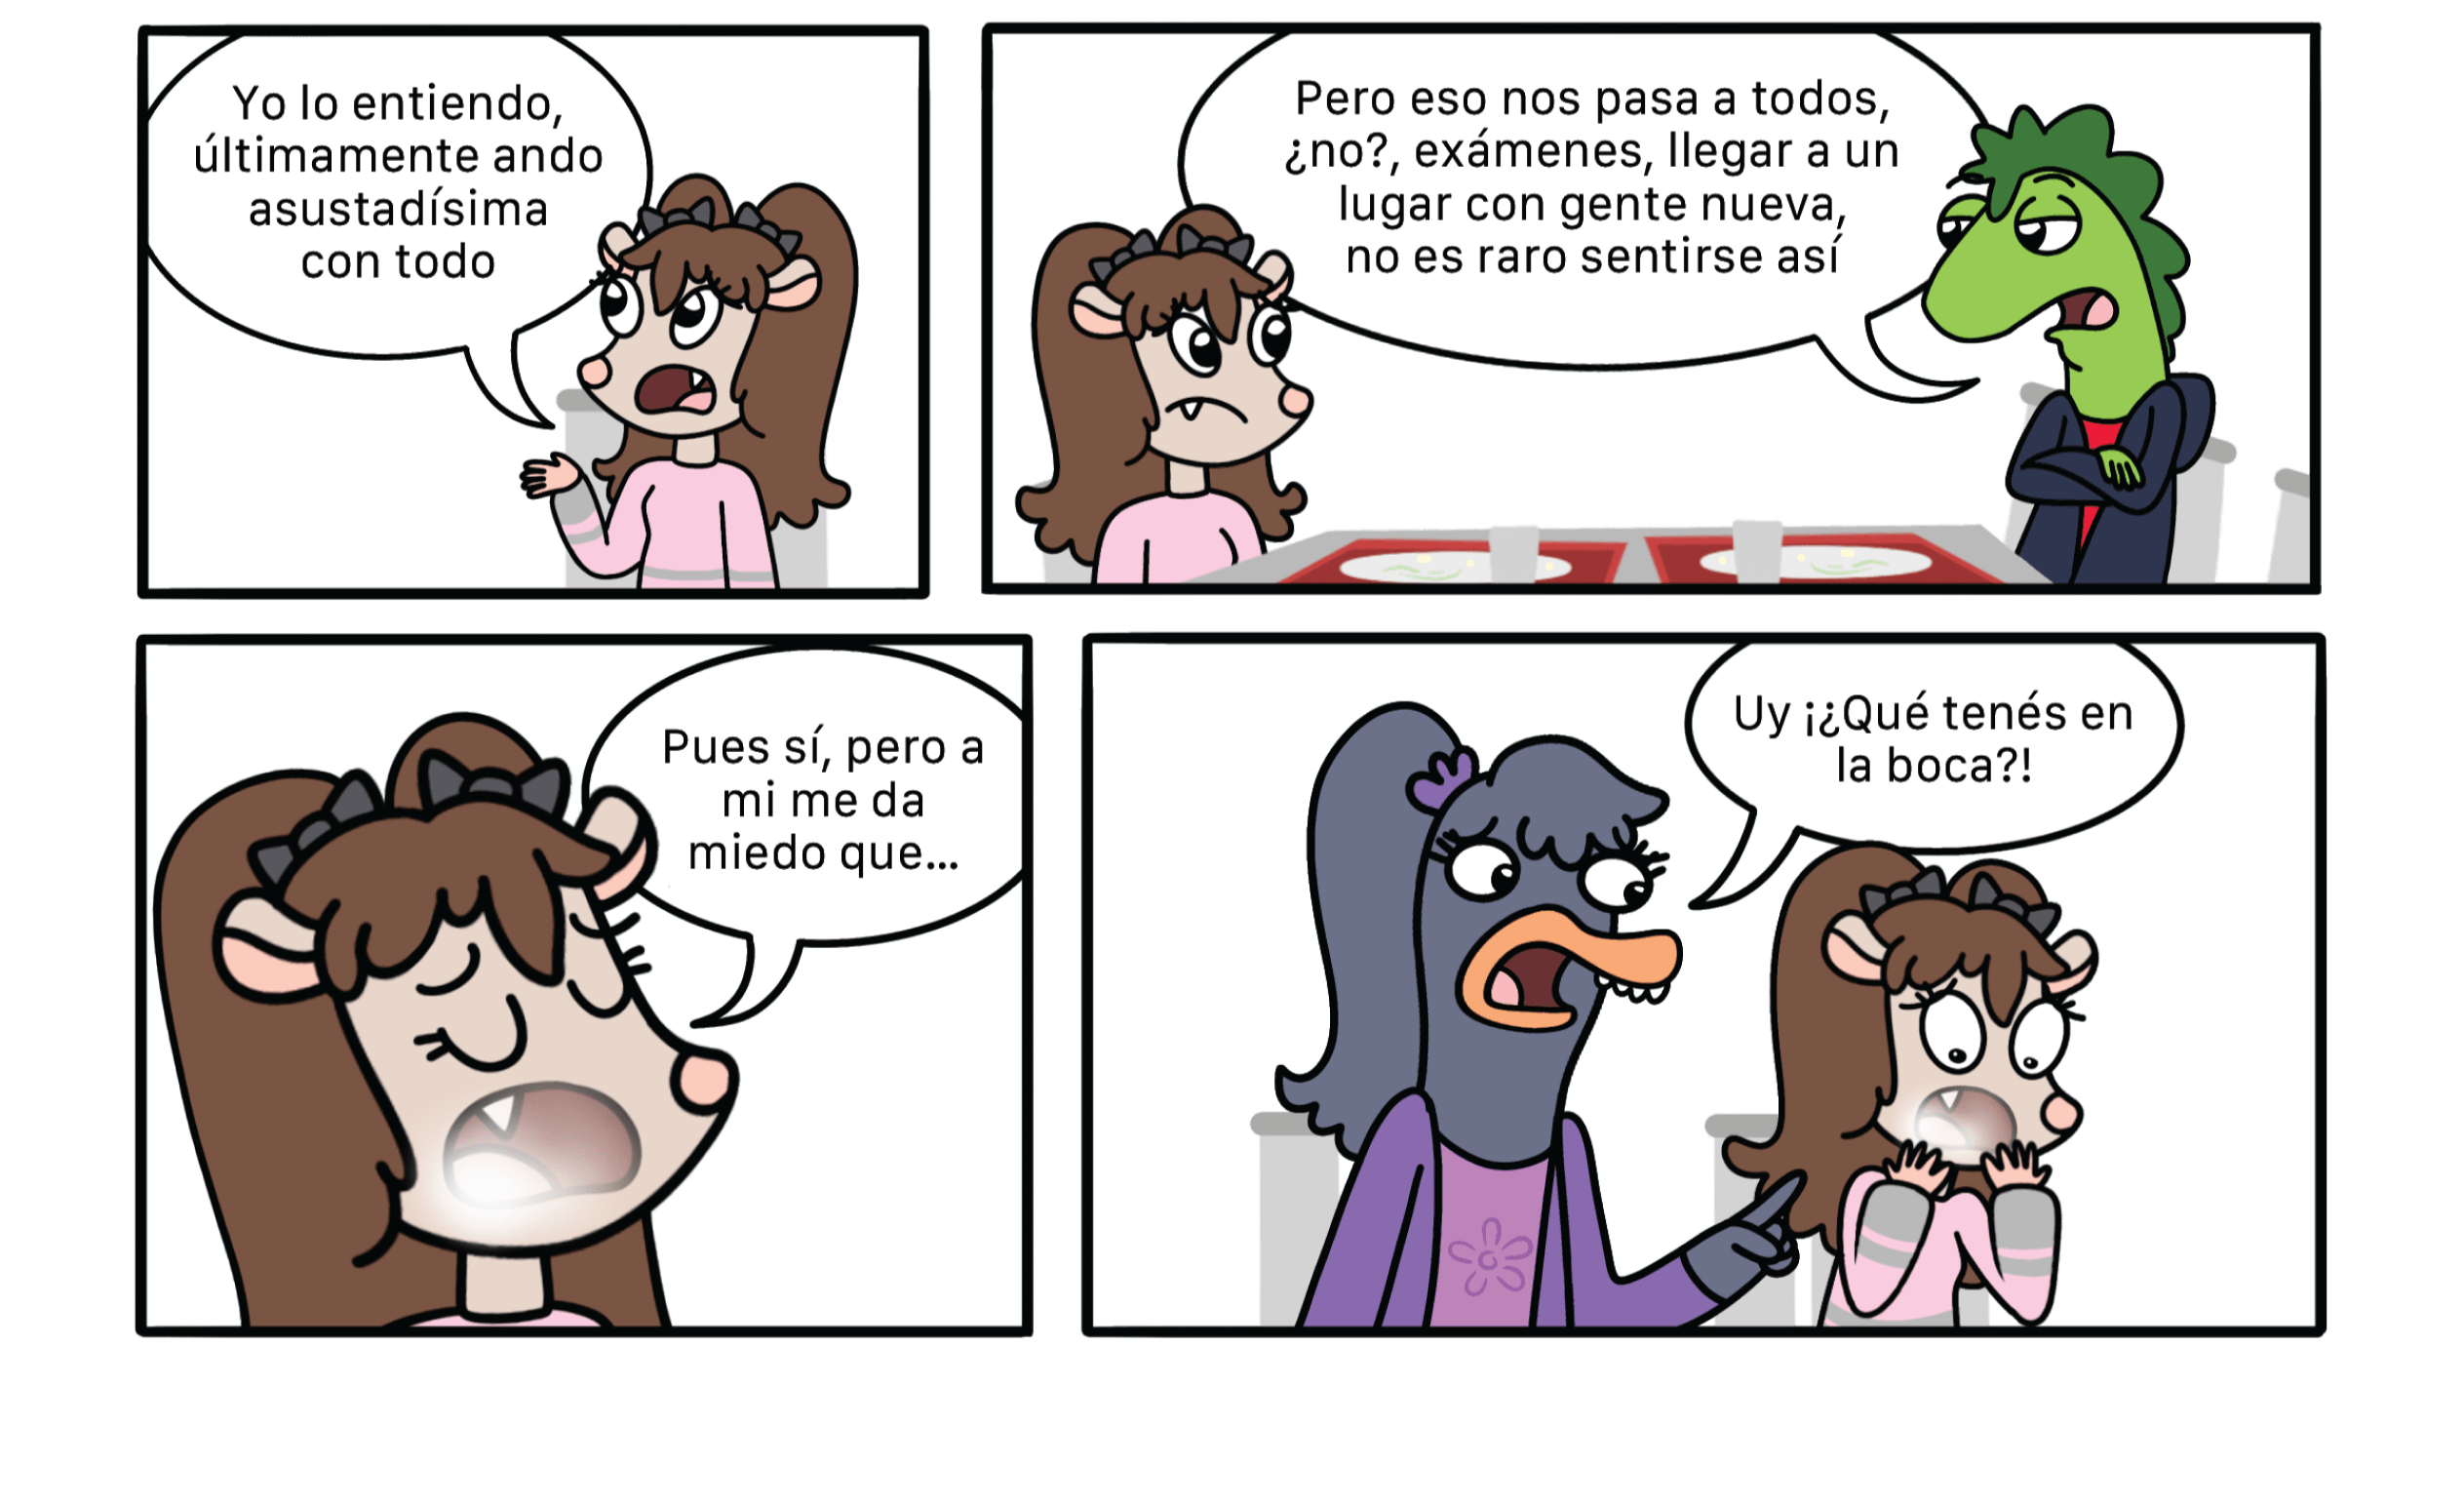 Yo lo entiendo,
últimamente ando
asustadísima
con todo
Pero eso nos pasa a todos,
¿no?, exámenes, llegar a un
lugar con gente nueva,
no es raro sentirse así
Pues sí, pero a
mi me da
miedo que...
Uy ¡¿Qué tenés en
la boca?!